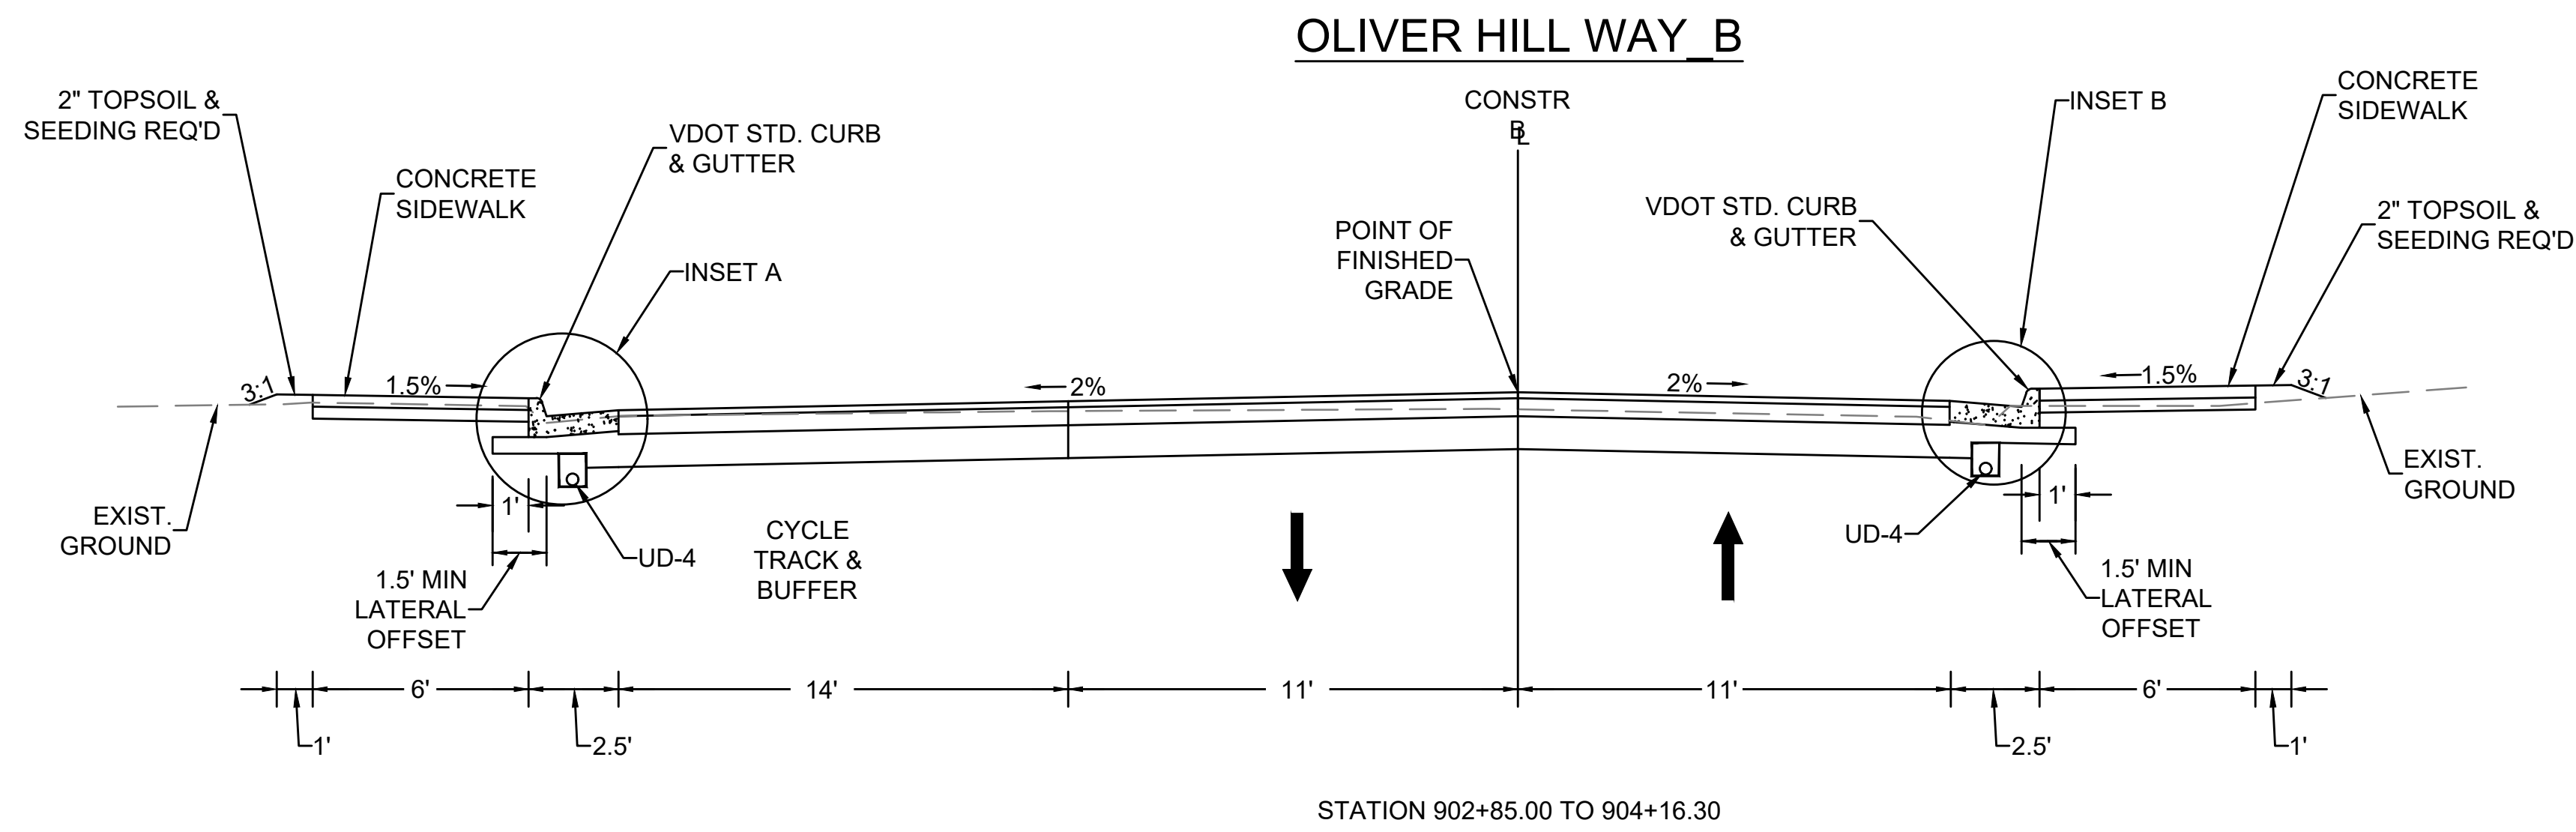 OLIVER HILL WAY_B
2" TOPSOIL &
SEEDING REQ'D
CONCRETE
SIDEWALK
VDOT STD. CURB
& GUTTER
INSET A
CONSTR
BL
POINT OF
FINISHED
GRADE
VDOT STD. CURB
& GUTTER
INSET B
CONCRETE
SIDEWALK
2" TOPSOIL &
SEEDING REQ'D
3:1
1.5%
2%
2%
1.5%
3:1
EXIST.
GROUND
1'
1.5' MIN
LATERAL
OFFSET
UD-4
CYCLE
TRACK &
BUFFER
UD-4
1'
1.5' MIN
LATERAL
OFFSET
EXIST.
GROUND
6'
14'
11'
11'
6'
1'
2.5'
2.5'
1'
STATION 902+85.00 TO 904+16.30